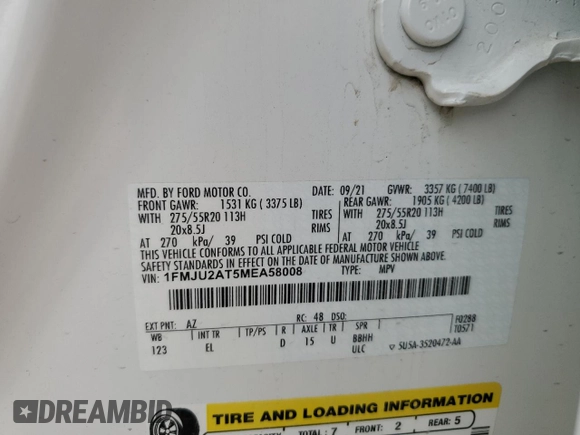 MFD. BY FORD MOTOR CO.
DATE: 09/21 GVWR: 3357 KG ( 7400 LB)
FRONT GAWR: 1531 KG ( 3375 LB)
REAR GAWR: 1905 KG ( 4200 LB)
WITH 275/55R20 113H TIRES
20x8.5J RIMS
AT 270 kPa/ 39 PSI COLD
WITH 275/55R20 113H TIRES
20x8.5J RIMS
AT 270 kPa/ 39 PSI COLD
THIS VEHICLE CONFORMS TO ALL APPLICABLE FEDERAL MOTOR VEHICLE
SAFETY STANDARDS IN EFFECT ON THE DATE OF MANUFACTURE SHOWN ABOVE.
VIN: 1FMJU2AT5MEA58008
TYPE: MPV
EXT PNT: AZ RC: 48 DSO: F0288
WB INT TR TP/PS R AXLE TR SPR T0571
123 EL D 15 U BBHH
ULC ▽ 5U5A-3520472-AA
TIRE AND LOADING INFORMATION
TOTAL: 7 FRONT: 2 REAR: 5
DREAMBID